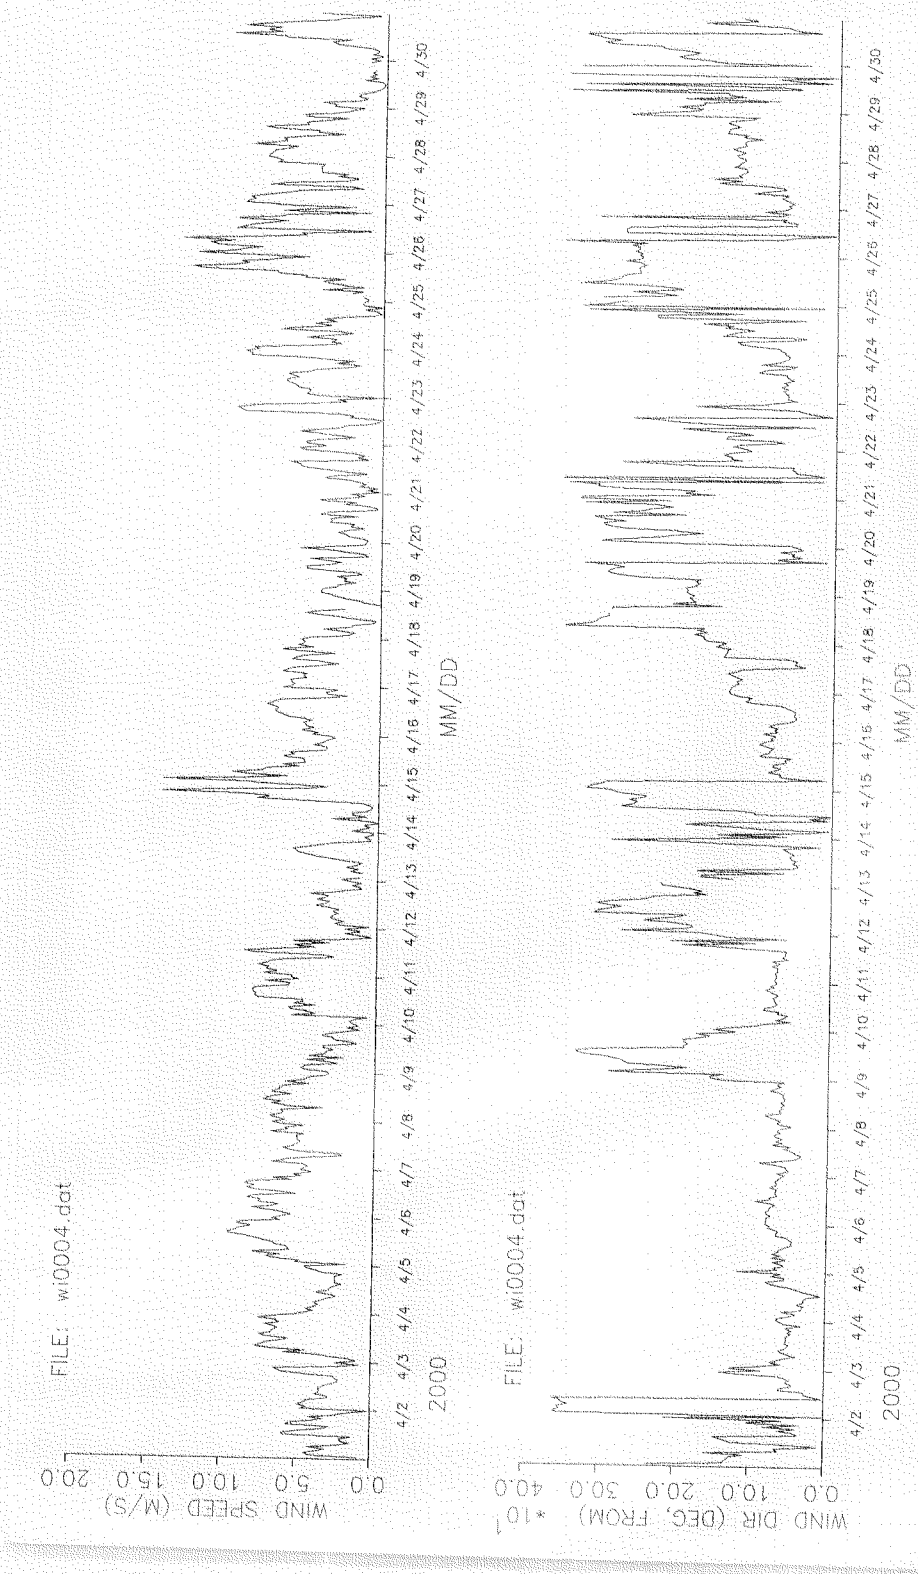 FILE: wi0004.dat
20.0
15.0
10.0
5.0
0.0
WIND SPEED (M/S)
4/2 4/3 4/4 4/5 4/6 4/7 4/8 4/9 4/10 4/11 4/12 4/13 4/14 4/15 4/16 4/17 4/18 4/19 4/20 4/21 4/22 4/23 4/24 4/25 4/26 4/27 4/28 4/29 4/30
2000
MM/DD
FILE: wi0004.dat
40.0
*10¹
30.0
20.0
10.0
0.0
WIND DIR (DEG, FROM)
4/2 4/3 4/4 4/5 4/6 4/7 4/8 4/9 4/10 4/11 4/12 4/13 4/14 4/15 4/16 4/17 4/18 4/19 4/20 4/21 4/22 4/23 4/24 4/25 4/26 4/27 4/28 4/29 4/30
2000
MM/DD